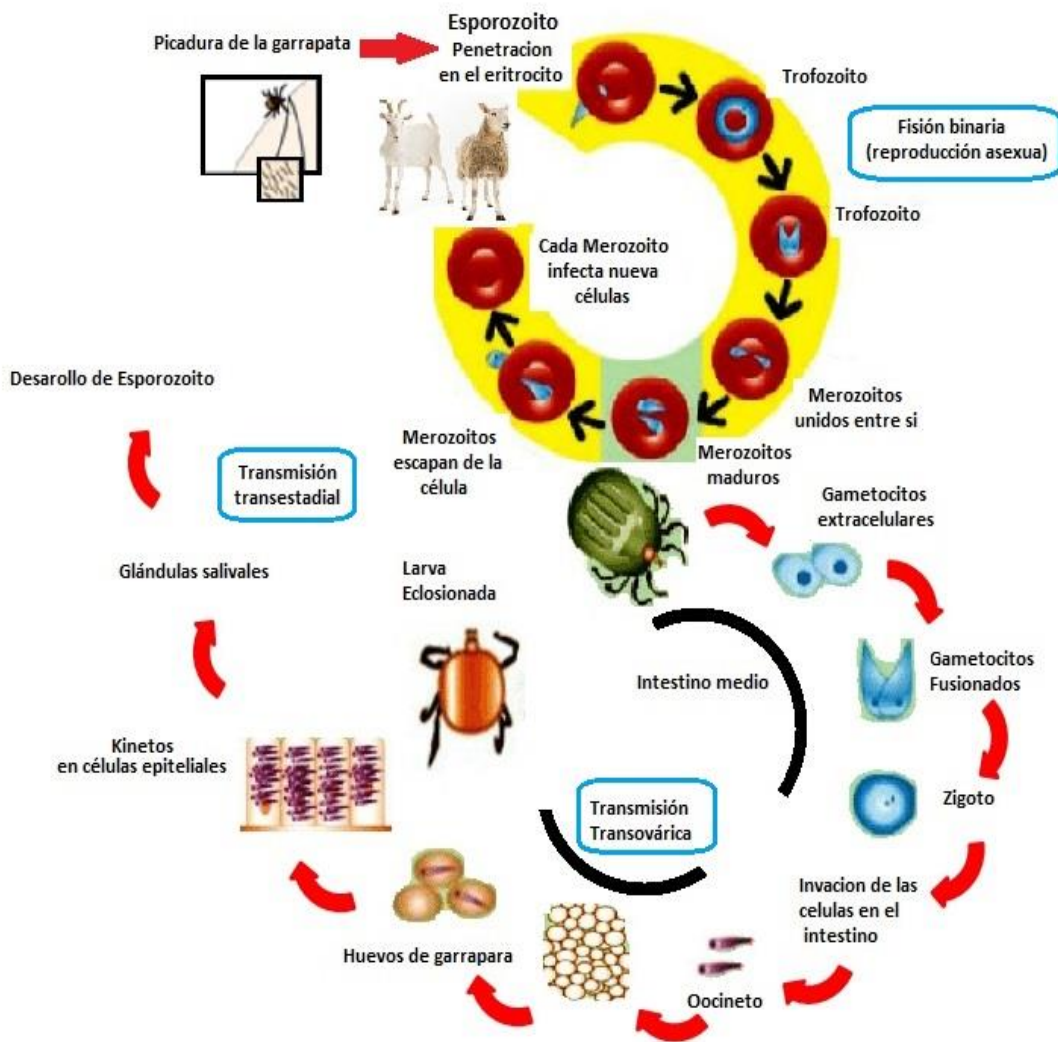 Picadura de la garrapata
Esporozoito
Penetracion
en el eritrocito
Trofozoito
Fisión binaria
(reproducción asexua)
Trofozoito
Cada Merozoito
infecta nueva
células
Merozoitos
unidos entre si
Merozoitos
maduros
Merozoitos
escapan de la
célula
Desarollo de Esporozoito
Transmisión
transestadial
Gametocitos
extracelulares
Glándulas salivales
Larva
Eclosionada
Gametocitos
Fusionados
Intestino medio
Kinetos
en células epiteliales
Zigoto
Transmisión
Transovárica
Invacion de las
celulas en el
intestino
Huevos de garrapara
Oocineto